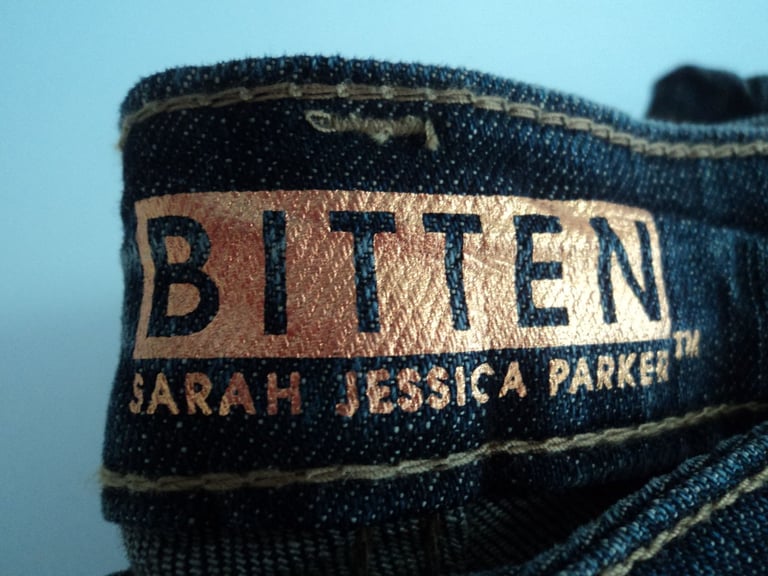 BITTEN
SARAH JESSICA PARKER™